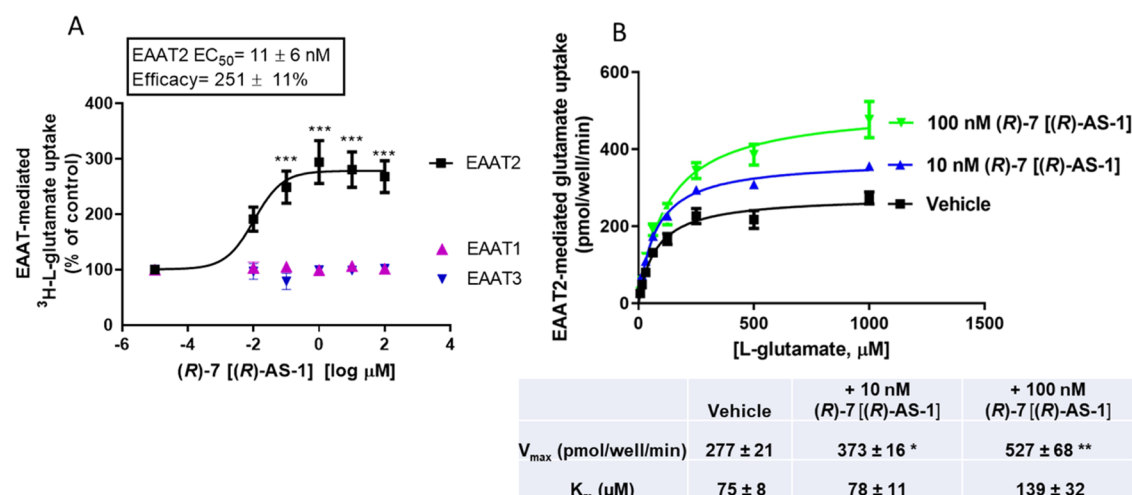 A
EAAT2 EC50= 11 ± 6 nM
Efficacy= 251 ± 11%
EAAT-mediated
3H-L-glutamate uptake
(% of control)
400
300
200
100
0
-6 -4 -2 0 2 4
*** *** *** ***
EAAT2
EAAT1
EAAT3
(R)-7 [(R)-AS-1] [log μM]
B
EAAT2-mediated glutamate uptake
(pmol/well/min)
600
400
200
0
0 500 1000 1500
[L-glutamate, μM]
100 nM (R)-7 [(R)-AS-1]
10 nM (R)-7 [(R)-AS-1]
Vehicle
Vehicle + 10 nM (R)-7 [(R)-AS-1] + 100 nM (R)-7 [(R)-AS-1]
Vmax (pmol/well/min) 277 ± 21 373 ± 16 * 527 ± 68 **
Km (μM) 75 ± 8 78 ± 11 139 ± 32